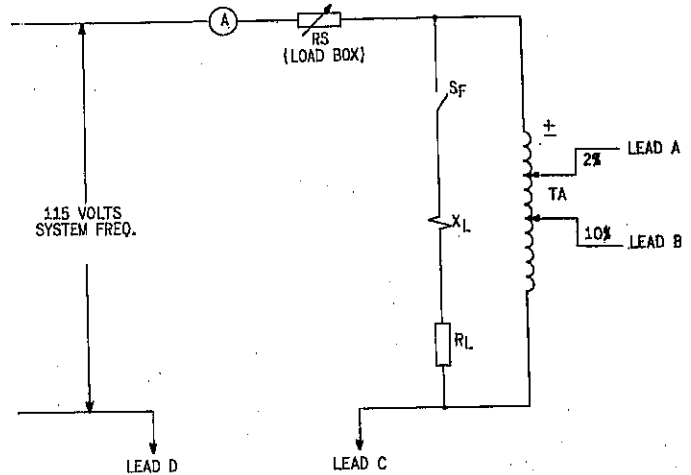 A
RS
(LOAD BOX)
SF
±
2%
LEAD A
TA
115 VOLTS
SYSTEM FREQ.
XL
10%
LEAD B
RL
LEAD D
LEAD C